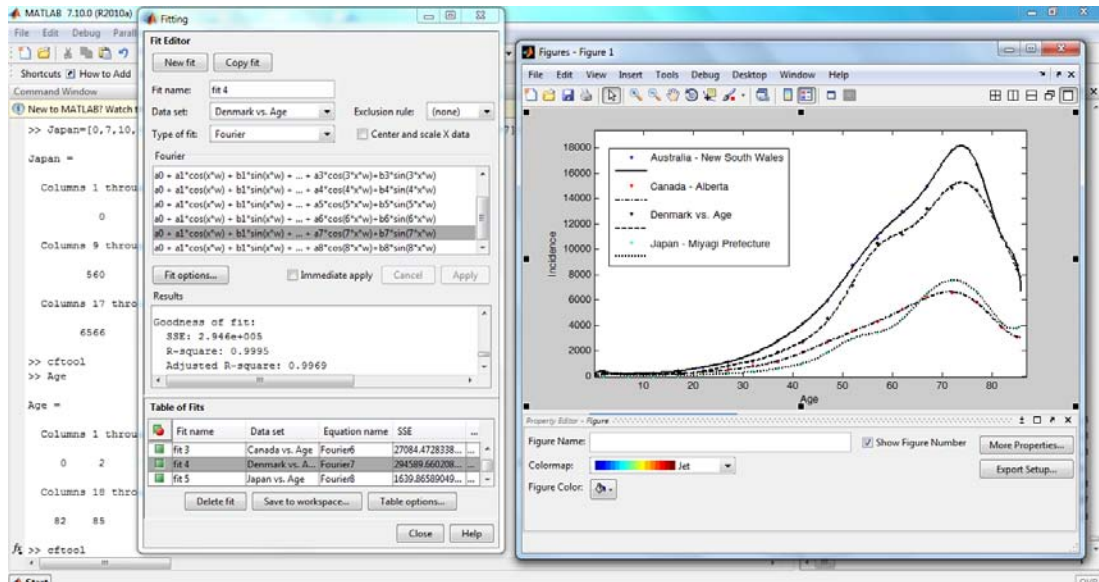 MATLAB 7.10.0 (R2010a)
File Edit Debug Parall
Shortcuts How to Add
Command Window
New to MATLAB? Watch t
>> Japan=[0,7,10,
Japan =
Columns 1 throu
0
Columns 9 throu
560
Columns 17 thro
6566
>> cftool
>> Age
Age =
Columns 1 throu
0 2
Columns 18 thro
82 85
fx >> cftool
Start
OVR
Fitting
Fit Editor
New fit Copy fit
Fit name: fit 4
Data set: Denmark vs. Age Exclusion rule: (none)
Type of fit: Fourier Center and scale X data
Fourier
a0 + a1*cos(x*w) + b1*sin(x*w) + ... + a3*cos(3*x*w)+b3*sin(3*x*w)
a0 + a1*cos(x*w) + b1*sin(x*w) + ... + a4*cos(4*x*w)+b4*sin(4*x*w)
a0 + a1*cos(x*w) + b1*sin(x*w) + ... + a5*cos(5*x*w)+b5*sin(5*x*w)
a0 + a1*cos(x*w) + b1*sin(x*w) + ... + a6*cos(6*x*w)+b6*sin(6*x*w)
a0 + a1*cos(x*w) + b1*sin(x*w) + ... + a7*cos(7*x*w)+b7*sin(7*x*w)
a0 + a1*cos(x*w) + b1*sin(x*w) + ... + a8*cos(8*x*w)+b8*sin(8*x*w)
Fit options... Immediate apply Cancel Apply
Results
Goodness of fit:
SSE: 2.946e+005
R-square: 0.9995
Adjusted R-square: 0.9969
Table of Fits
Fit name Data set Equation name SSE ...
fit 3 Canada vs. Age Fourier6 27084.4728338... ...
fit 4 Denmark vs. A... Fourier7 294589.660208... ...
fit 5 Japan vs. Age Fourier8 1639.86589049... ...
Delete fit Save to workspace... Table options...
Close Help
Figures - Figure 1
File Edit View Insert Tools Debug Desktop Window Help
18000
16000
14000
12000
10000
8000
6000
4000
2000
0
Incidence
Australia - New South Wales
Canada - Alberta
Denmark vs. Age
Japan - Miyagi Prefecture
10 20 30 40 50 60 70 80
Age
Property Editor - Figure
Figure Name: Show Figure Number More Properties...
Colormap: Jet Export Setup...
Figure Color: